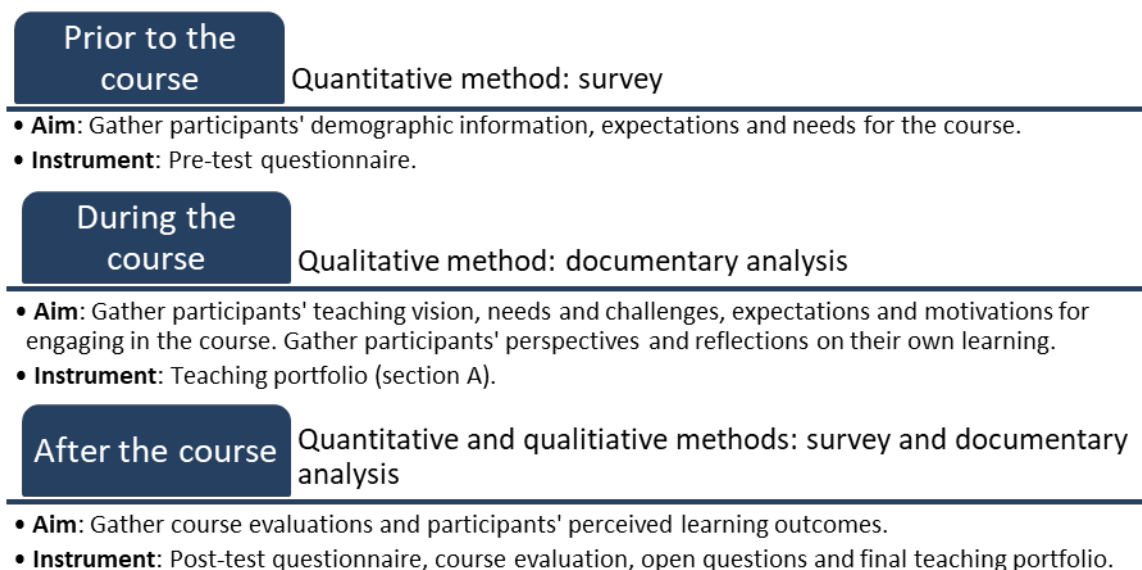 Prior to the
course
Quantitative method: survey
• Aim: Gather participants' demographic information, expectations and needs for the course.
• Instrument: Pre-test questionnaire.
During the
course
Qualitative method: documentary analysis
• Aim: Gather participants' teaching vision, needs and challenges, expectations and motivations for
engaging in the course. Gather participants' perspectives and reflections on their own learning.
• Instrument: Teaching portfolio (section A).
After the course
Quantitative and qualitiative methods: survey and documentary
analysis
• Aim: Gather course evaluations and participants' perceived learning outcomes.
• Instrument: Post-test questionnaire, course evaluation, open questions and final teaching portfolio.